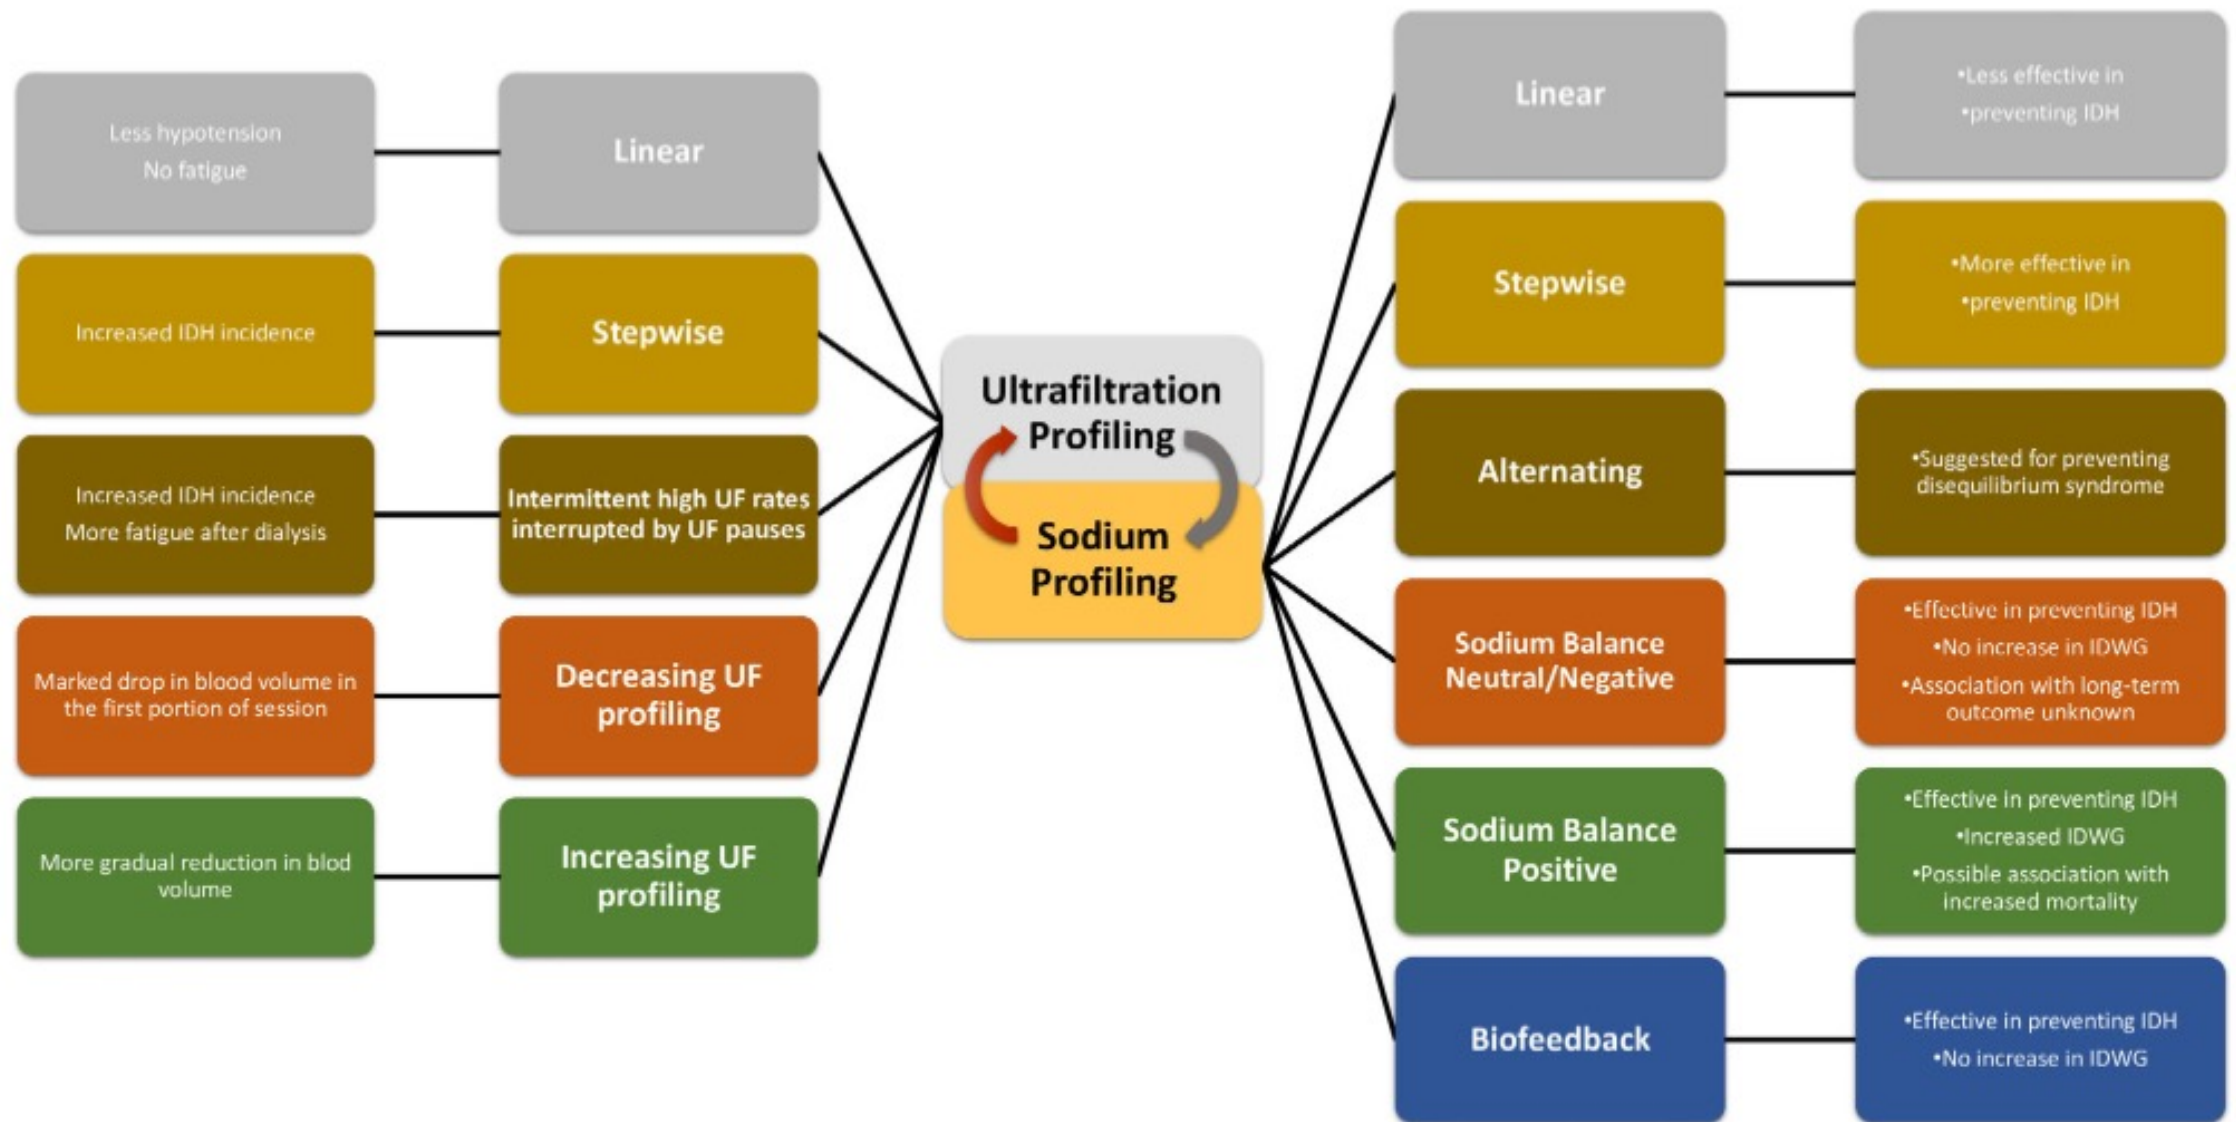 Less hypotension
No fatigue
Linear
Increased IDH incidence
Stepwise
Increased IDH incidence
More fatigue after dialysis
Intermittent high UF rates
interrupted by UF pauses
Marked drop in blood volume in
the first portion of session
Decreasing UF
profiling
More gradual reduction in blod
volume
Increasing UF
profiling
Ultrafiltration
Profiling
Sodium
Profiling
Linear
•Less effective in
•preventing IDH
Stepwise
•More effective in
•preventing IDH
Alternating
•Suggested for preventing
disequilibrium syndrome
Sodium Balance
Neutral/Negative
•Effective in preventing IDH
•No increase in IDWG
•Association with long-term
outcome unknown
Sodium Balance
Positive
•Effective in preventing IDH
•Increased IDWG
•Possible association with
increased mortality
Biofeedback
•Effective in preventing IDH
•No increase in IDWG